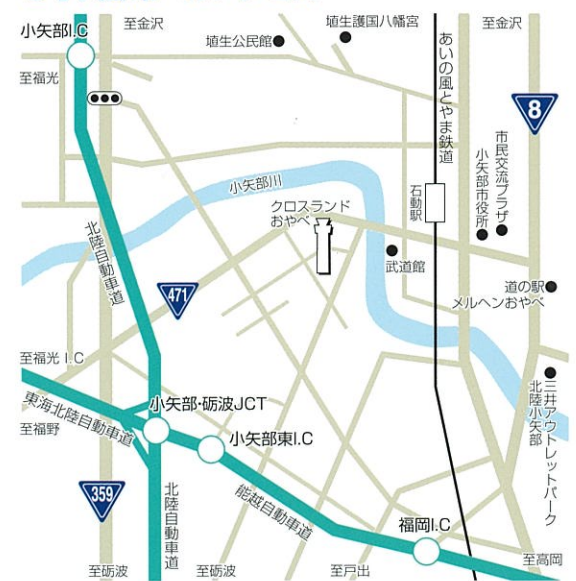 小矢部I.C
至金沢
埴生公民館
埴生護国八幡宮
至金沢
至福光
あいの風とやま鉄道
8
市民交流プラザ
小矢部市役所
小矢部川
石動駅
クロスランド
おやべ
武道館
北陸自動車道
471
道の駅
メルヘンおやべ
至福光 I.C
小矢部・砺波JCT
東海北陸自動車道
至福野
小矢部東I.C
三井アウトレットパーク
北陸小矢部
359
北陸自動車道
能越自動車道
福岡I.C
至砺波
至砺波
至戸出
至高岡